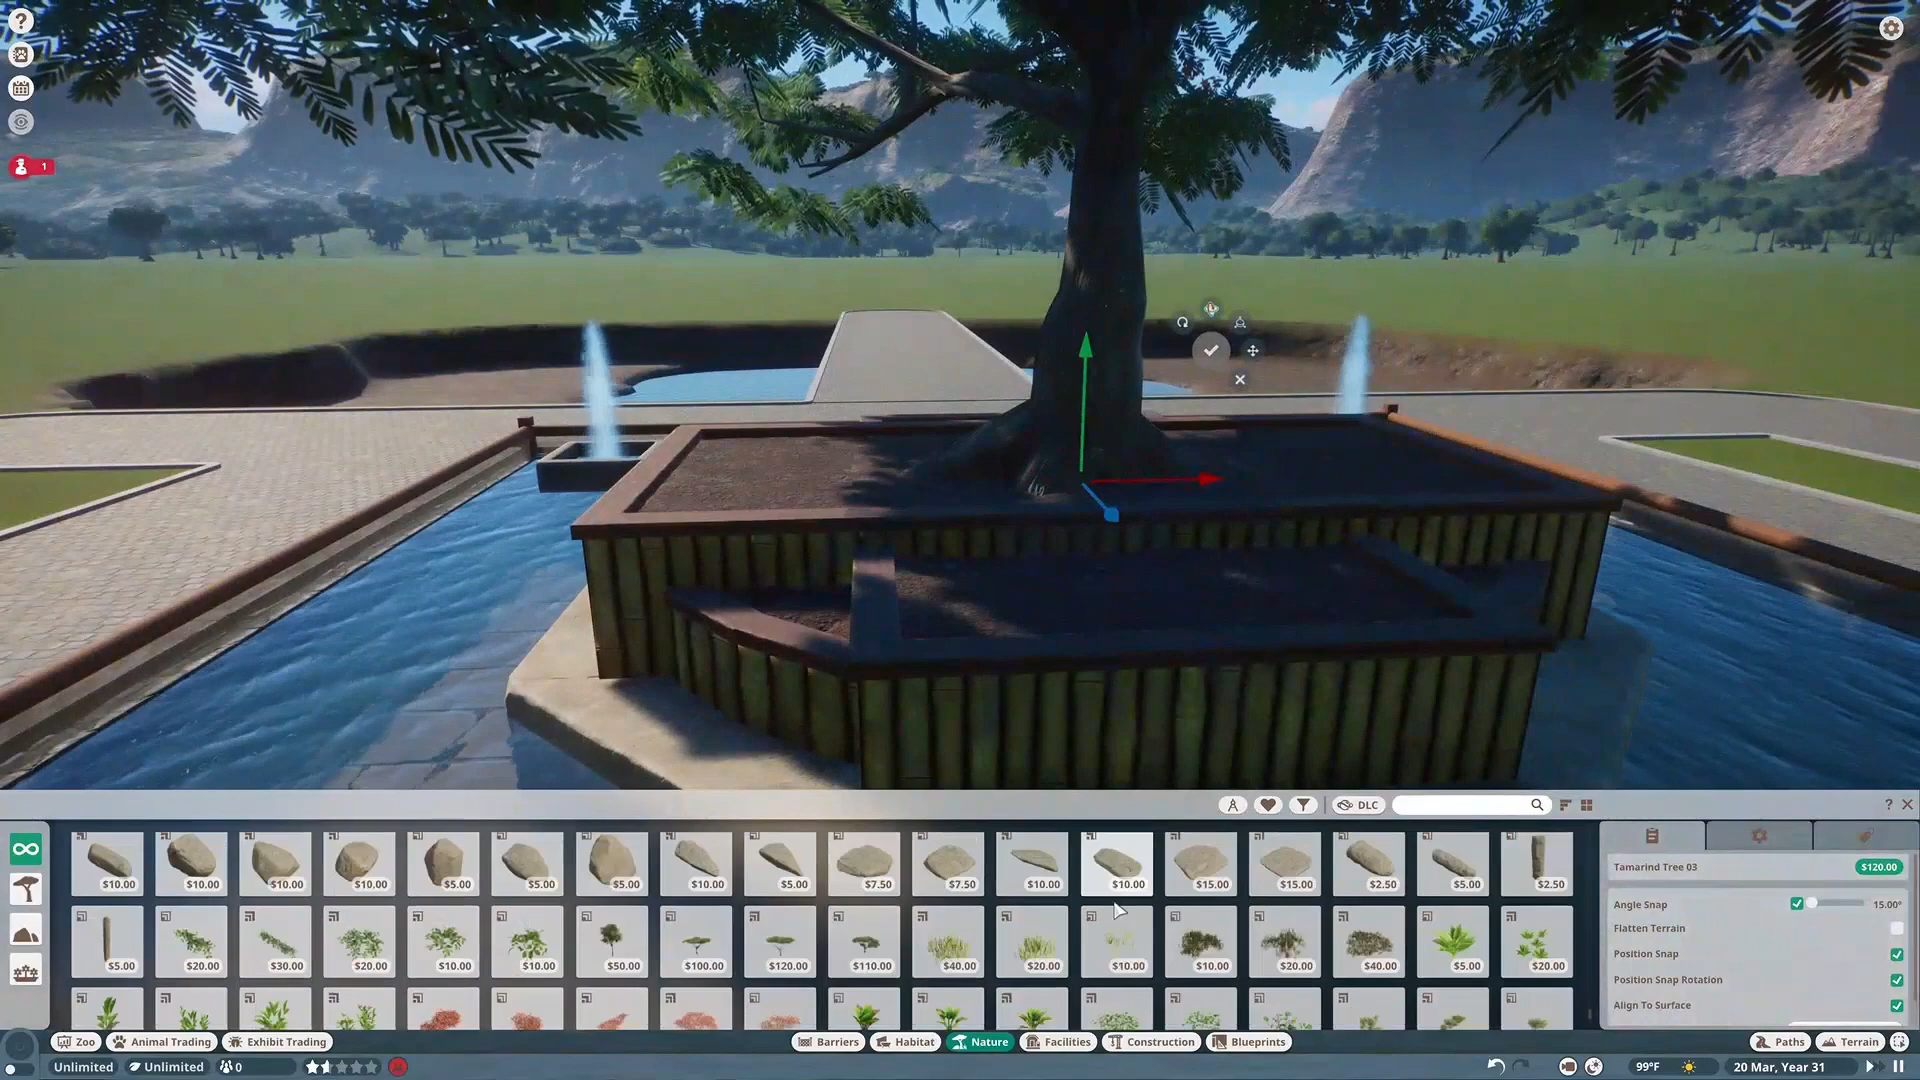 ?
1
DLC
?
$10.00 $10.00 $10.00 $10.00 $5.00 $5.00 $5.00 $10.00 $5.00 $7.50 $7.50 $10.00 $10.00 $15.00 $15.00 $2.50 $5.00 $2.50
$5.00 $20.00 $30.00 $20.00 $10.00 $10.00 $50.00 $100.00 $120.00 $110.00 $40.00 $20.00 $10.00 $10.00 $20.00 $40.00 $5.00 $20.00
Tamarind Tree 03 $120.00
Angle Snap 15.00°
Flatten Terrain
Position Snap
Position Snap Rotation
Align To Surface
Zoo Animal Trading Exhibit Trading Barriers Habitat Nature Facilities Construction Blueprints Paths Terrain
Unlimited Unlimited 0 99°F 20 Mar, Year 31